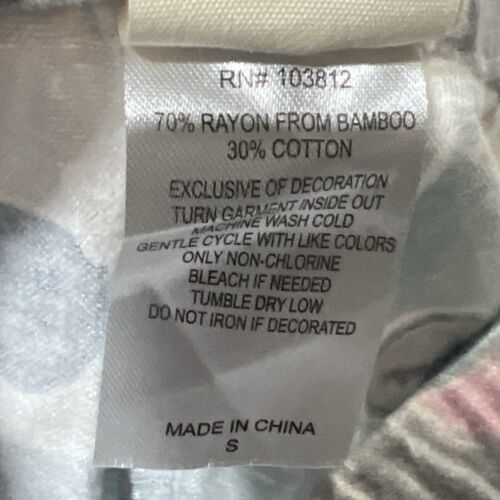 RN# 103812
70% RAYON FROM BAMBOO
30% COTTON
EXCLUSIVE OF DECORATION
TURN GARMENT INSIDE OUT
MACHINE WASH COLD
GENTLE CYCLE WITH LIKE COLORS
ONLY NON-CHLORINE
BLEACH IF NEEDED
TUMBLE DRY LOW
DO NOT IRON IF DECORATED
MADE IN CHINA
S